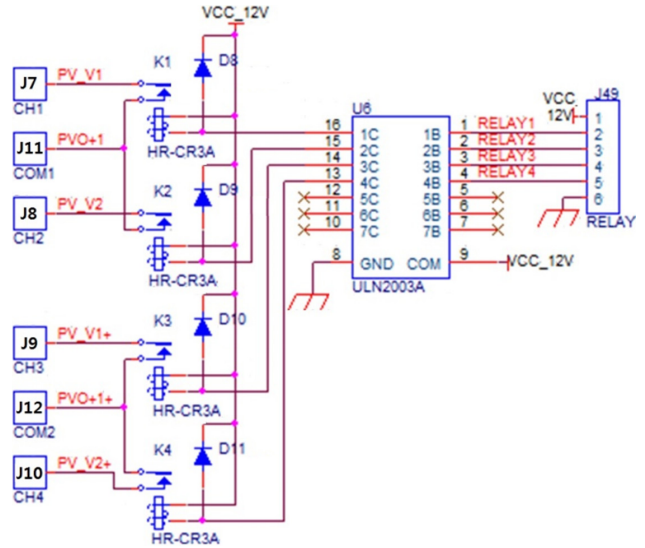 VCC_12V
K1
D8
J7
PV_V1
CH1
HR-CR3A
J11
PVO+1
COM1
K2
D9
J8
PV_V2
CH2
HR-CR3A
K3
D10
J9
PV_V1+
CH3
HR-CR3A
J12
PVO+1+
COM2
K4
D11
J10
PV_V2+
CH4
HR-CR3A
U6
16 1C 1B 1 RELAY1
15 2C 2B 2 RELAY2
14 3C 3B 3 RELAY3
13 4C 4B 4 RELAY4
12 5C 5B 5
11 6C 6B 6
10 7C 7B 7
8 GND COM 9 VCC_12V
ULN2003A
J49
VCC
12V
1
2
3
4
5
6
RELAY